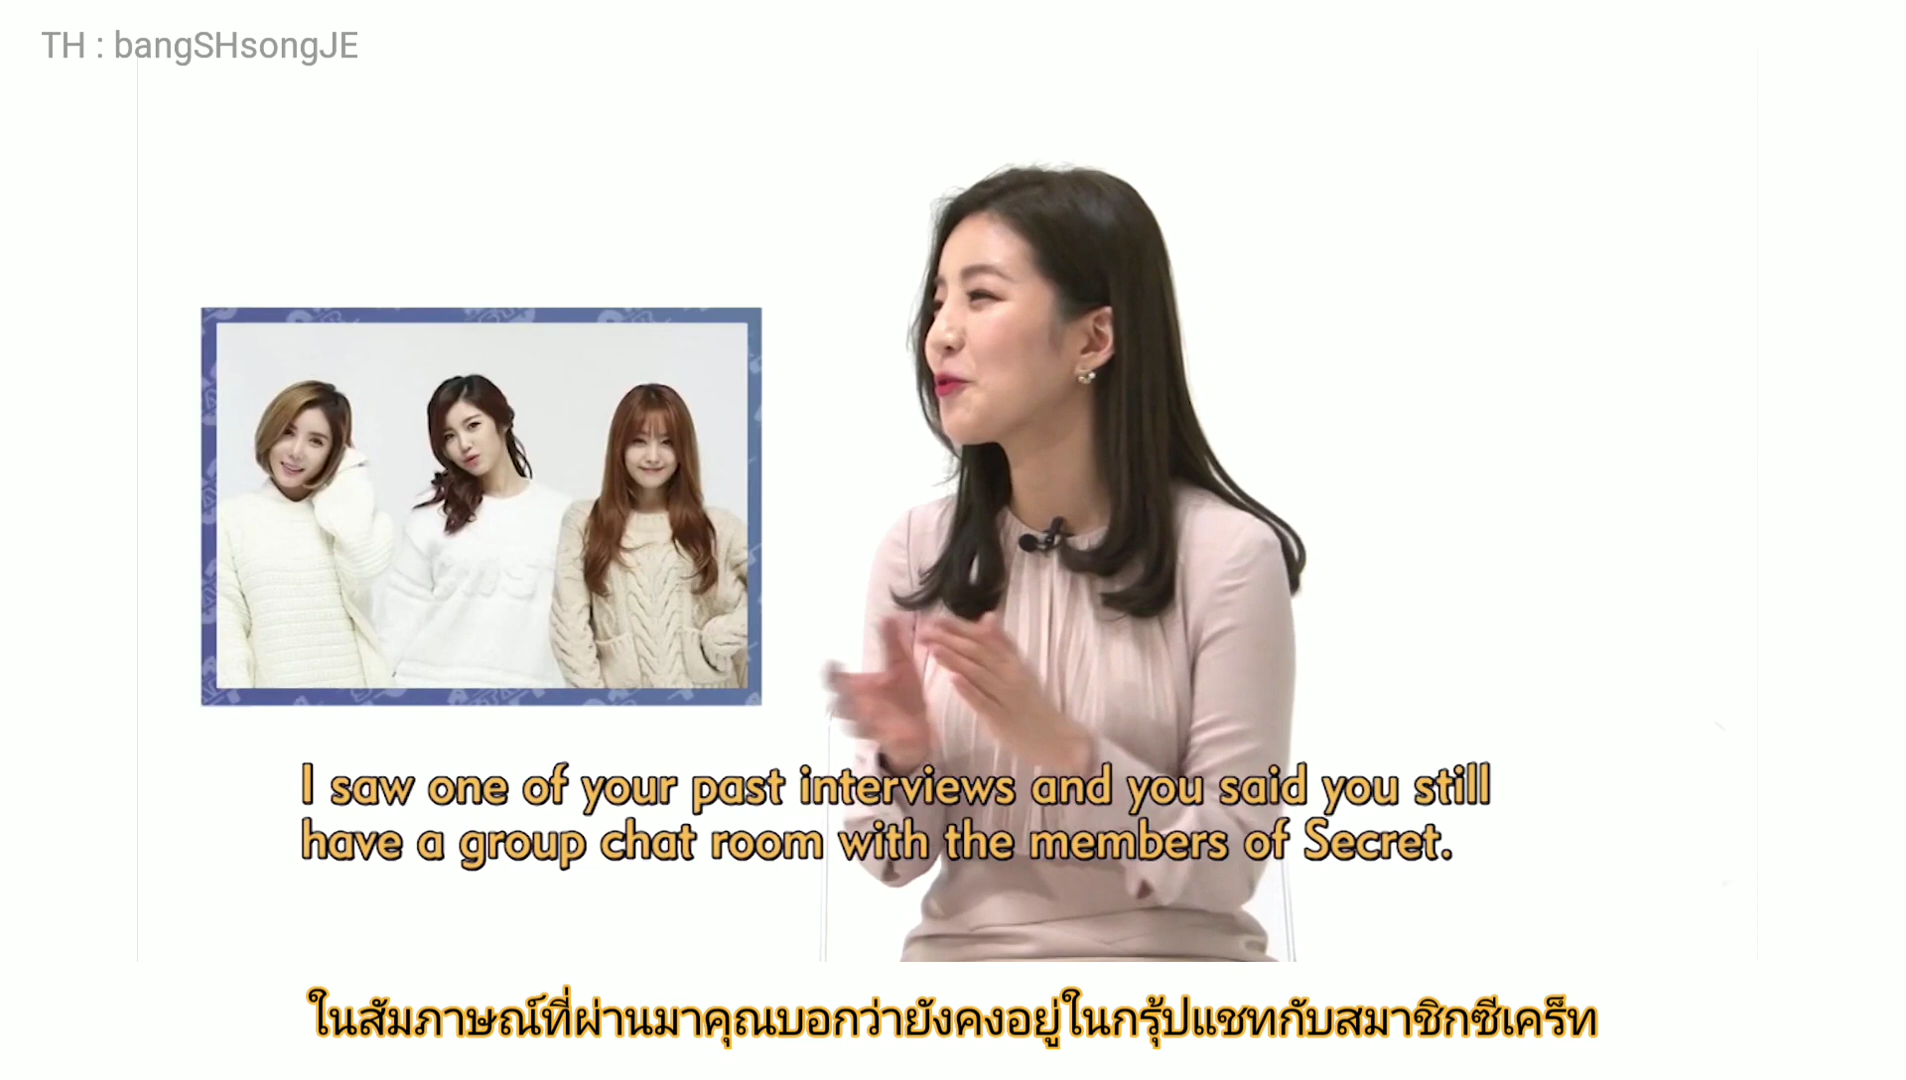 TH : bangSHsongJE
I saw one of your past interviews and you said you still
have a group chat room with the members of Secret.
ในสัมภาษณ์ที่ผ่านมาคุณบอกว่ายังคงอยู่ในกรุ้ปแชทกับสมาชิกซีเคร็ท